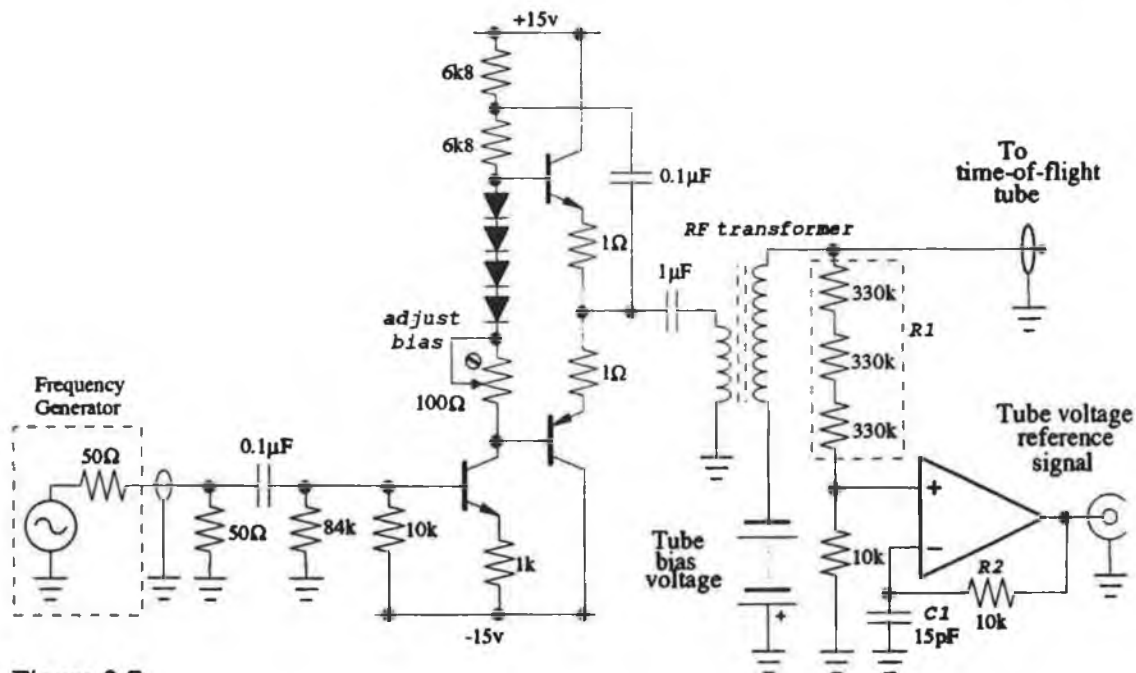 +15v
6k8
6k8
0.1μF
To
time-of-flight
tube
RF transformer
1Ω
1μF
330k
adjust
bias
330k
R1
1Ω
100Ω
330k
Frequency
Generator
Tube voltage
reference
signal
50Ω
0.1μF
+
50Ω
84k
10k
1k
Tube
bias
voltage
10k
−
R2
10k
+
C1
15pF
-15v